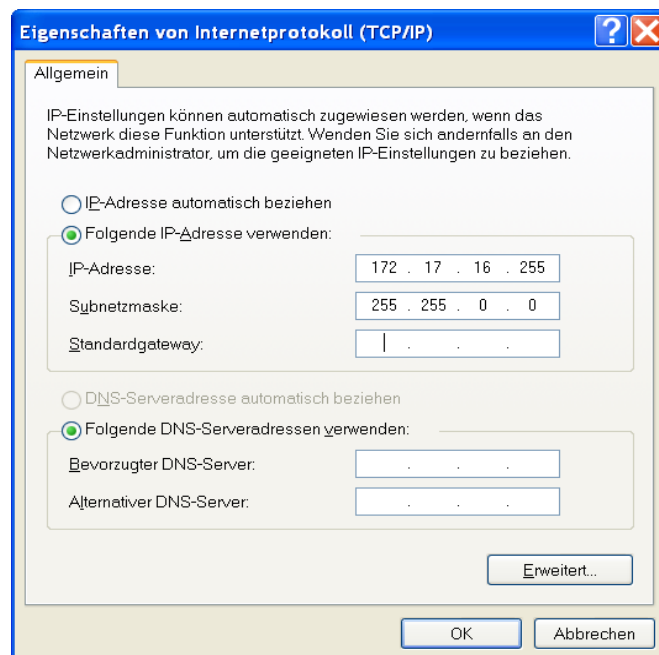 Eigenschaften von Internetprotokoll (TCP/IP)
Allgemein
IP-Einstellungen können automatisch zugewiesen werden, wenn das
Netzwerk diese Funktion unterstützt. Wenden Sie sich andernfalls an den
Netzwerkadministrator, um die geeigneten IP-Einstellungen zu beziehen.
IP-Adresse automatisch beziehen
Folgende IP-Adresse verwenden:
IP-Adresse: 172 . 17 . 16 . 255
Subnetzmaske: 255 . 255 . 0 . 0
Standardgateway: . . .
DNS-Serveradresse automatisch beziehen
Folgende DNS-Serveradressen verwenden:
Bevorzugter DNS-Server: . . .
Alternativer DNS-Server: . . .
Erweitert...
OK Abbrechen